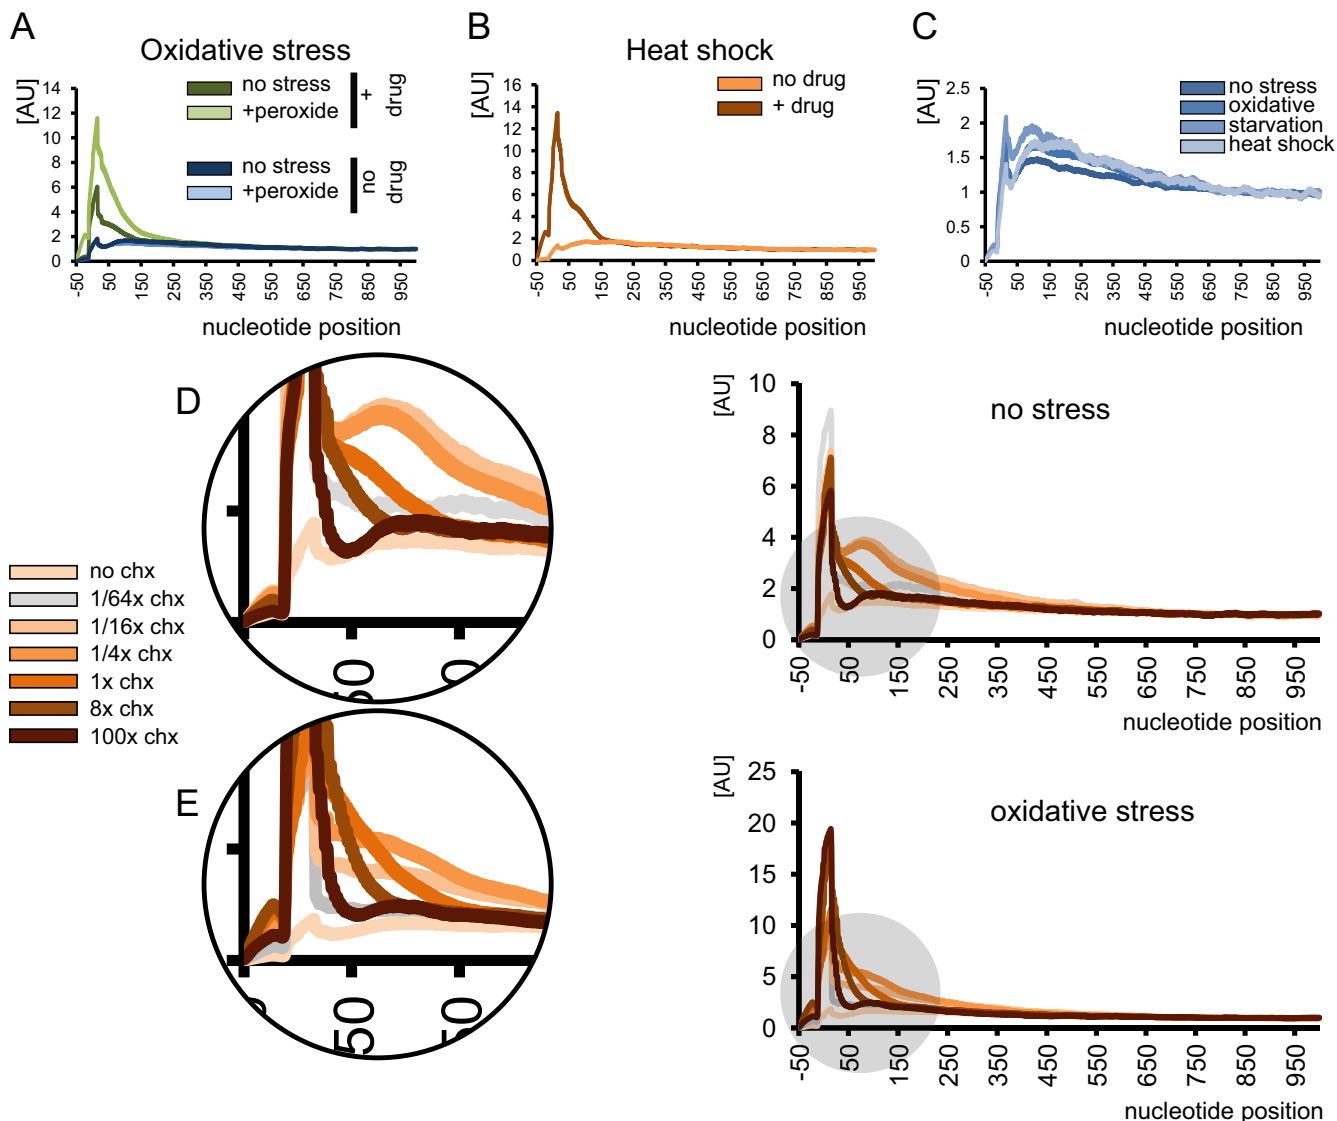 A
Oxidative stress
[AU]
14
12
10
8
6
4
2
0
no stress
+peroxide
+
drug
no stress
+peroxide
no
drug
-50
50
150
250
350
450
550
650
750
850
950
nucleotide position
B
Heat shock
[AU]
16
14
12
10
8
6
4
2
0
no drug
+ drug
-50
50
150
250
350
450
550
650
750
850
950
nucleotide position
C
[AU]
2.5
2
1.5
1
0.5
0
no stress
oxidative
starvation
heat shock
-50
50
150
250
350
450
550
650
750
850
950
nucleotide position
D
50
50
no chx
1/64x chx
1/16x chx
1/4x chx
1x chx
8x chx
100x chx
[AU]
no stress
10
8
6
4
2
0
-50
50
150
250
350
450
550
650
750
850
950
nucleotide position
E
50
50
[AU]
oxidative stress
25
20
15
10
5
0
-50
50
150
250
350
450
550
650
750
850
950
nucleotide position